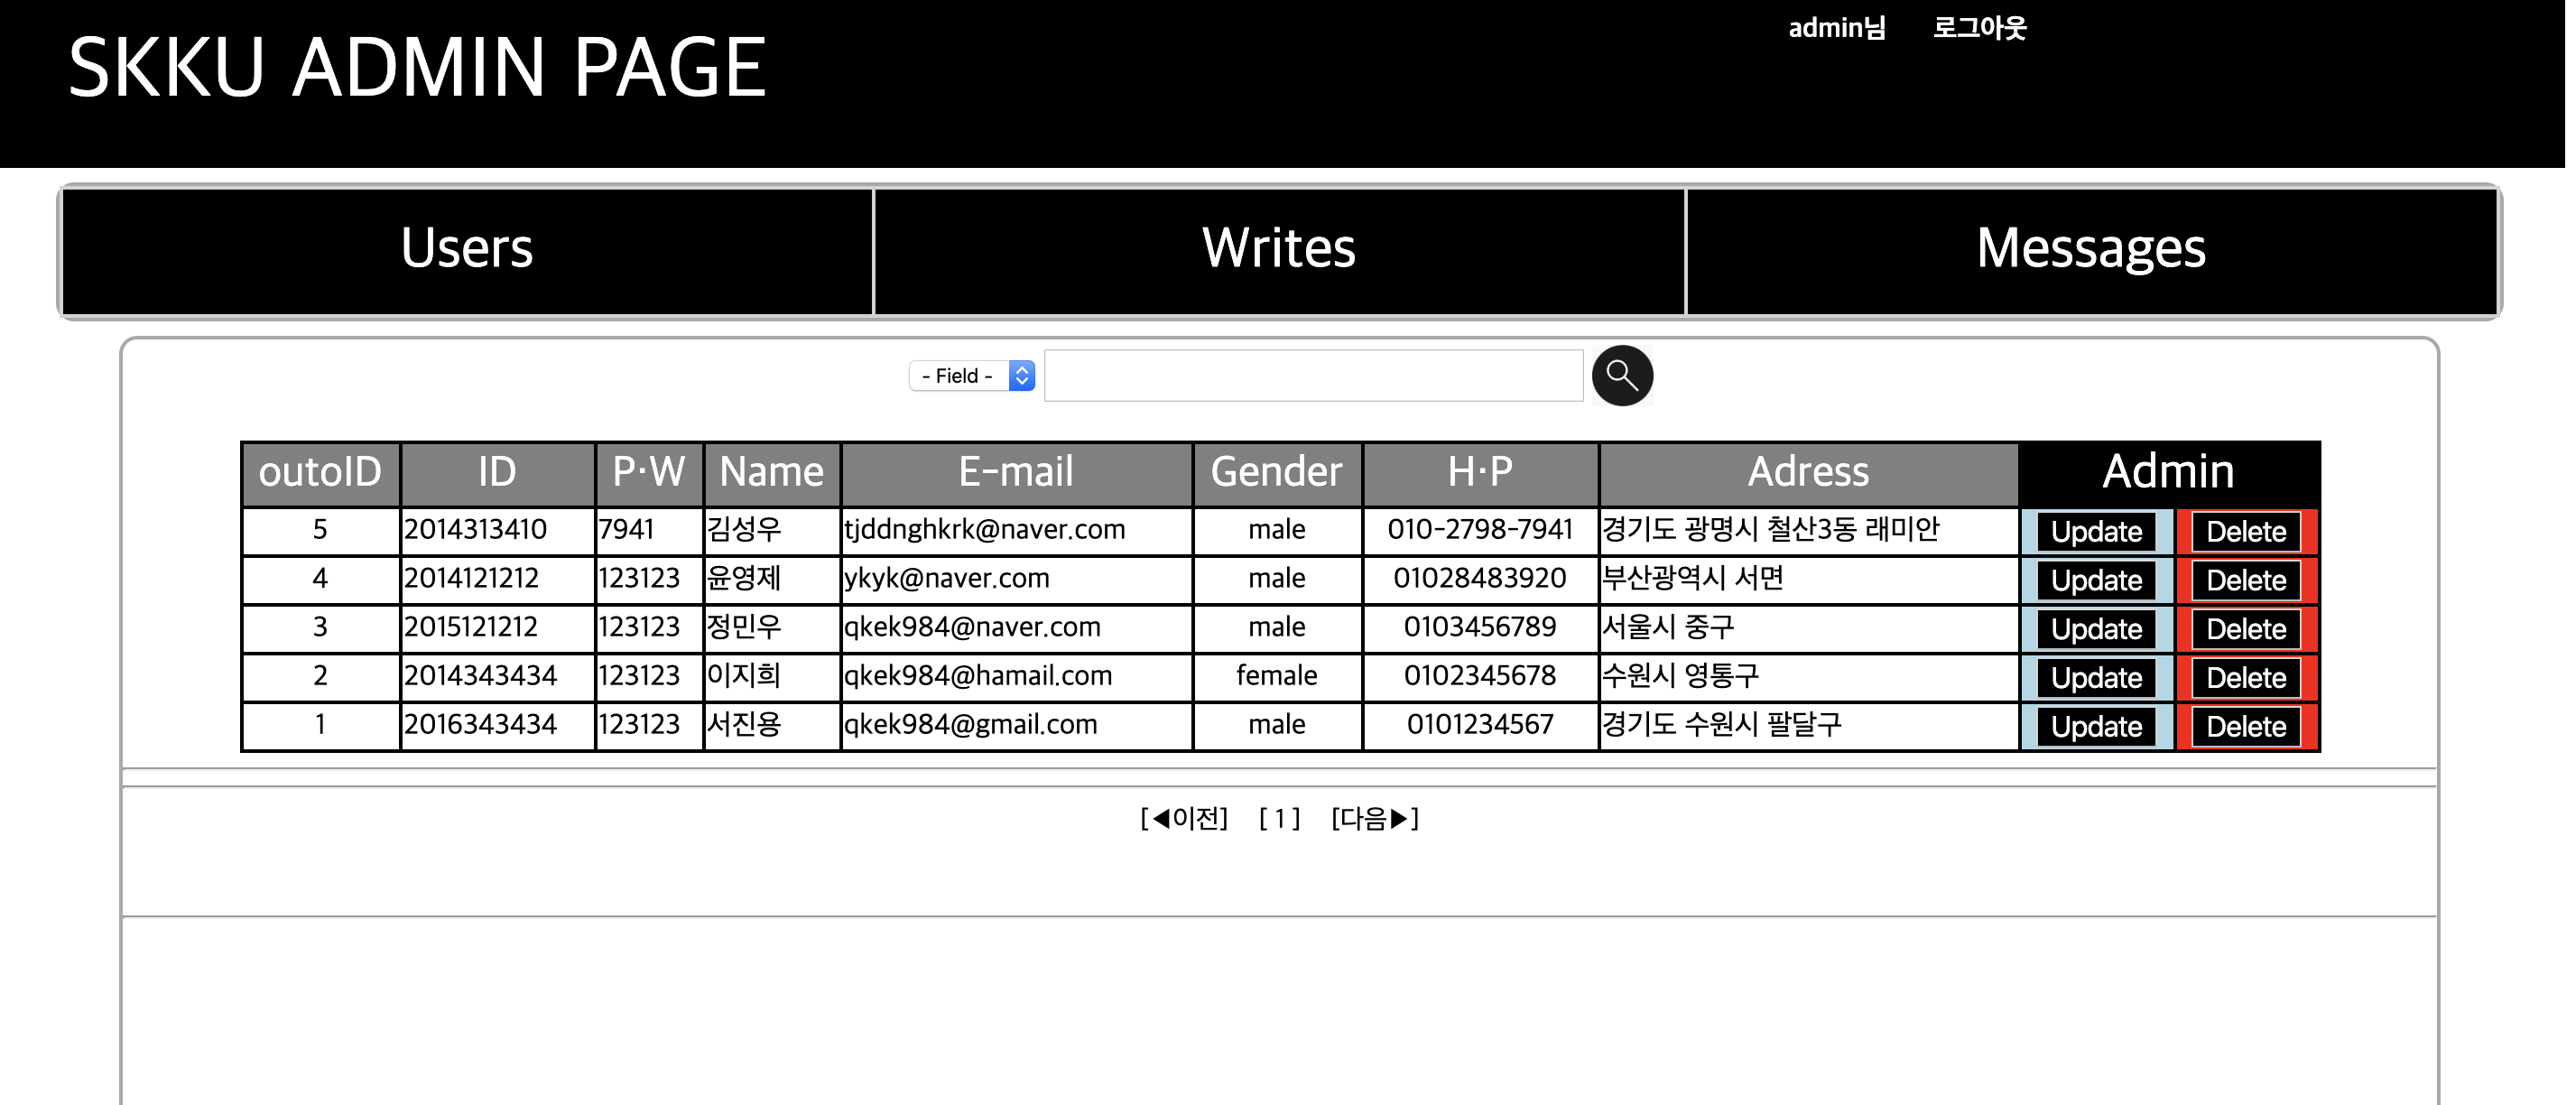 SKKU ADMIN PAGE
admin님 로그아웃
Users Writes Messages
- Field -
outoID ID P·W Name E-mail Gender H·P Adress Admin
5 2014313410 7941 김성우 tjddnghkrk@naver.com male 010-2798-7941 경기도 광명시 철산3동 래미안 Update Delete
4 2014121212 123123 윤영제 ykyk@naver.com male 01028483920 부산광역시 서면 Update Delete
3 2015121212 123123 정민우 qkek984@naver.com male 0103456789 서울시 중구 Update Delete
2 2014343434 123123 이지희 qkek984@hamail.com female 0102345678 수원시 영통구 Update Delete
1 2016343434 123123 서진용 qkek984@gmail.com male 0101234567 경기도 수원시 팔달구 Update Delete
[◀이전] [ 1 ] [다음▶]